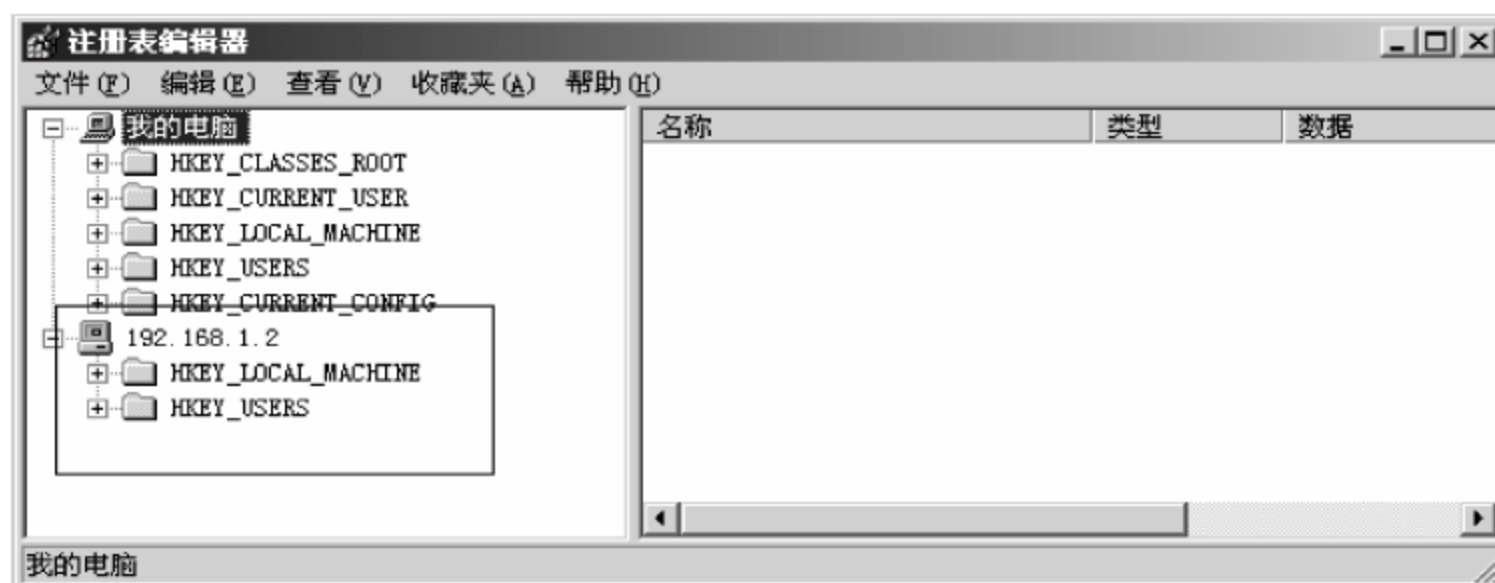 注册表编辑器
文件(F) 编辑(E) 查看(V) 收藏夹(A) 帮助(H)
我的电脑
HKEY_CLASSES_ROOT
HKEY_CURRENT_USER
HKEY_LOCAL_MACHINE
HKEY_USERS
HKEY_CURRENT_CONFIG
192.168.1.2
HKEY_LOCAL_MACHINE
HKEY_USERS
名称 类型 数据
我的电脑